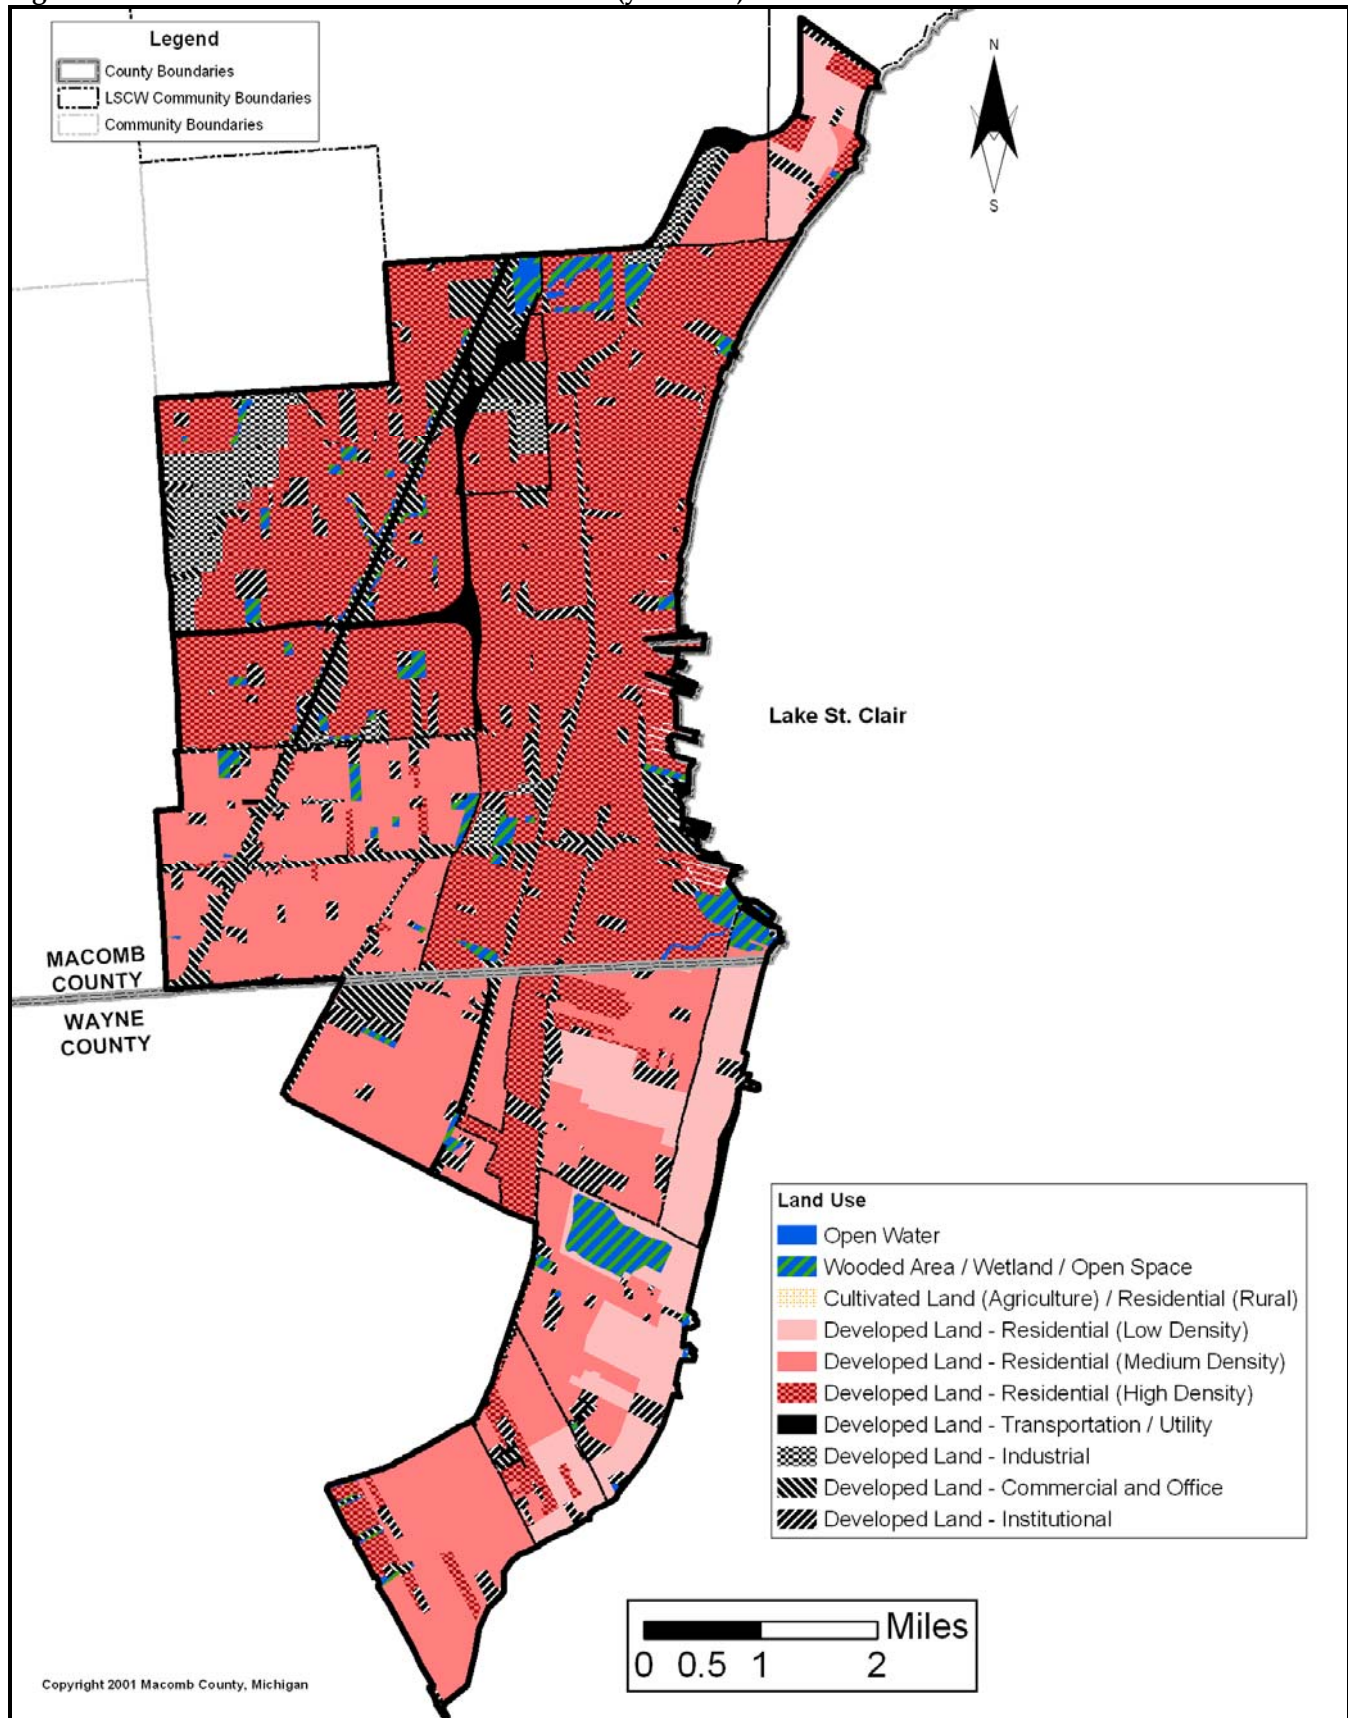 Legend
County Boundaries
LSCW Community Boundaries
Community Boundaries
N
S
Lake St. Clair
MACOMB
COUNTY
WAYNE
COUNTY
Land Use
Open Water
Wooded Area / Wetland / Open Space
Cultivated Land (Agriculture) / Residential (Rural)
Developed Land - Residential (Low Density)
Developed Land - Residential (Medium Density)
Developed Land - Residential (High Density)
Developed Land - Transportation / Utility
Developed Land - Industrial
Developed Land - Commercial and Office
Developed Land - Institutional
Miles
0 0.5 1 2
Copyright 2001 Macomb County, Michigan